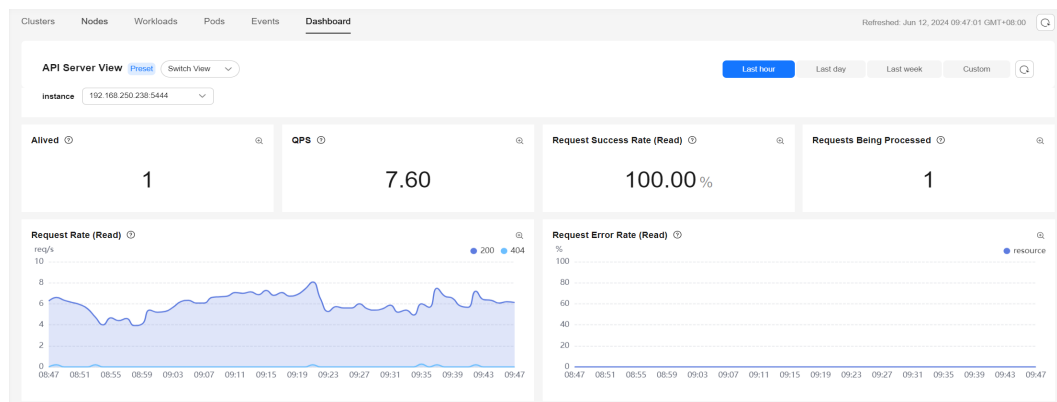 Clusters Nodes Workloads Pods Events Dashboard Refreshed: Jun 12, 2024 09:47:01 GMT+08:00
API Server View Preset Switch View Last hour Last day Last week Custom
instance 192.168.250.238:5444
Alived QPS Request Success Rate (Read) Requests Being Processed
1 7.60 100.00 % 1
Request Rate (Read)
req/s 200 404
10
8
6
4
2
0
08:47 08:51 08:55 08:59 09:03 09:07 09:11 09:15 09:19 09:23 09:27 09:31 09:35 09:39 09:43 09:47
Request Error Rate (Read)
% resource
100
80
60
40
20
0
08:47 08:51 08:55 08:59 09:03 09:07 09:11 09:15 09:19 09:23 09:27 09:31 09:35 09:39 09:43 09:47